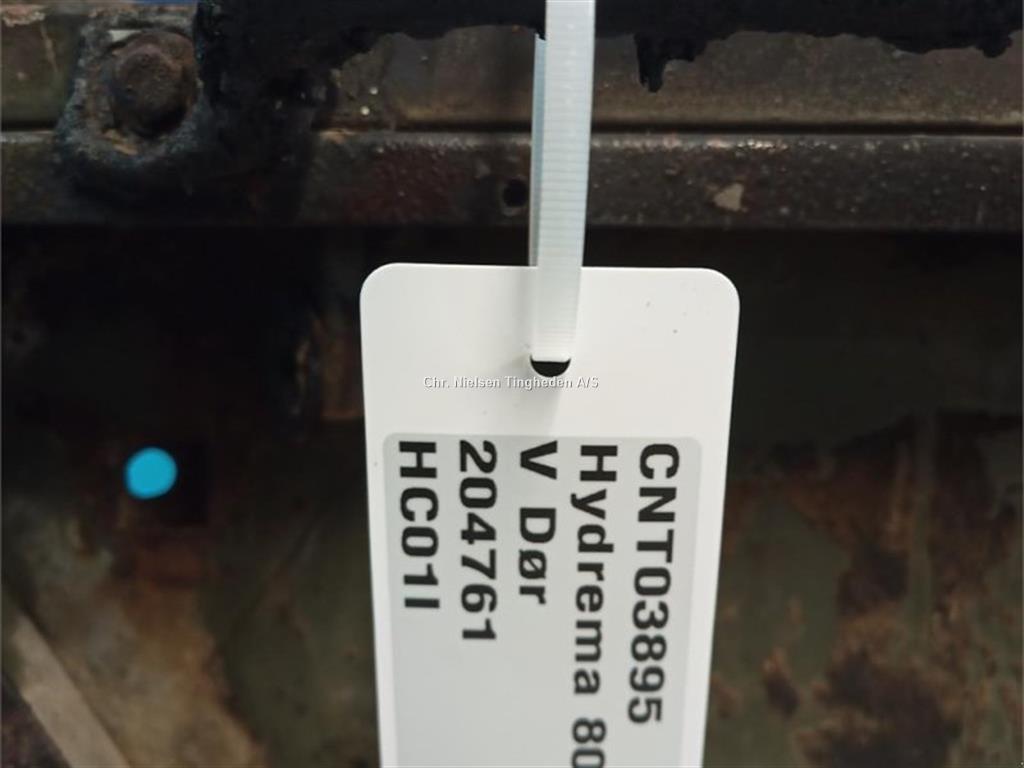 Chr. Nielsen Tingheden A/S
CNT03895
Hydrema 80
V Dør
204761
HC01I